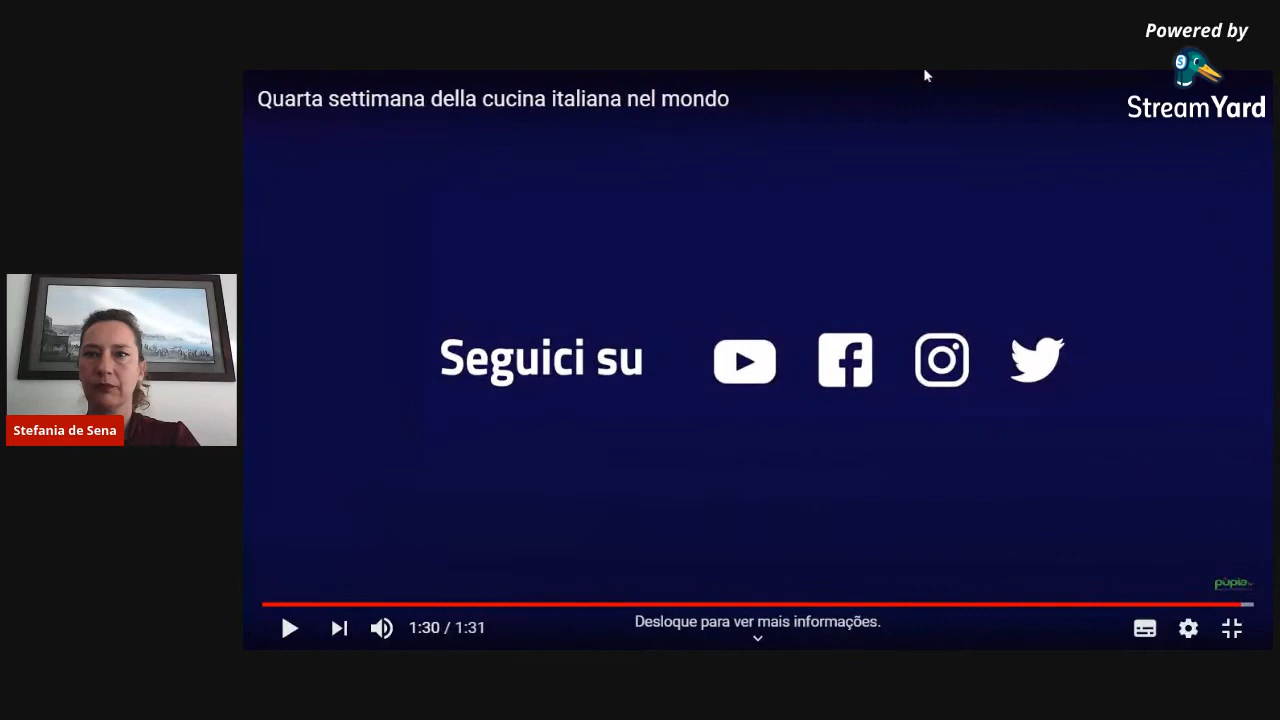 Powered by
StreamYard
Quarta settimana della cucina italiana nel mondo
Seguici su
Stefania de Sena
pupia
1:30 / 1:31
Desloque para ver mais informações.